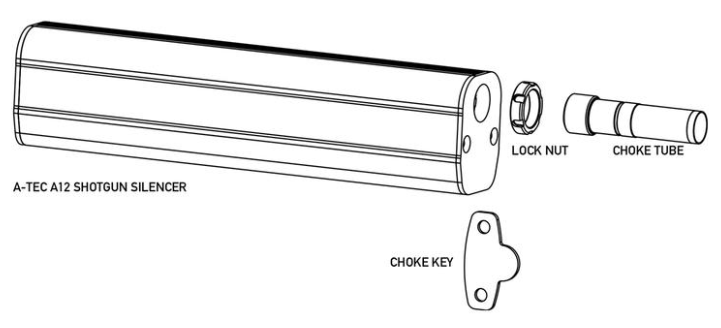 LOCK NUT
CHOKE TUBE
A-TEC A12 SHOTGUN SILENCER
CHOKE KEY